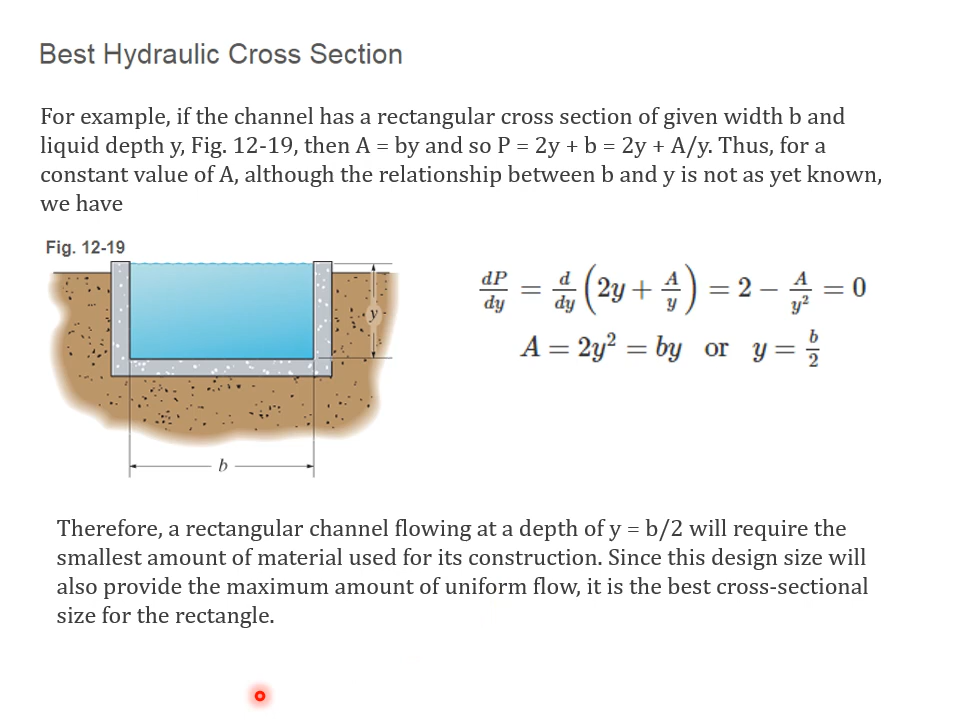 Best Hydraulic Cross Section
For example, if the channel has a rectangular cross section of given width b and
liquid depth y, Fig. 12-19, then A = by and so P = 2y + b = 2y + A/y. Thus, for a
constant value of A, although the relationship between b and y is not as yet known,
we have
Fig. 12-19
y
b
dP/dy = d/dy (2y + A/y) = 2 − A/y² = 0
A = 2y² = by or y = b/2
Therefore, a rectangular channel flowing at a depth of y = b/2 will require the
smallest amount of material used for its construction. Since this design size will
also provide the maximum amount of uniform flow, it is the best cross-sectional
size for the rectangle.